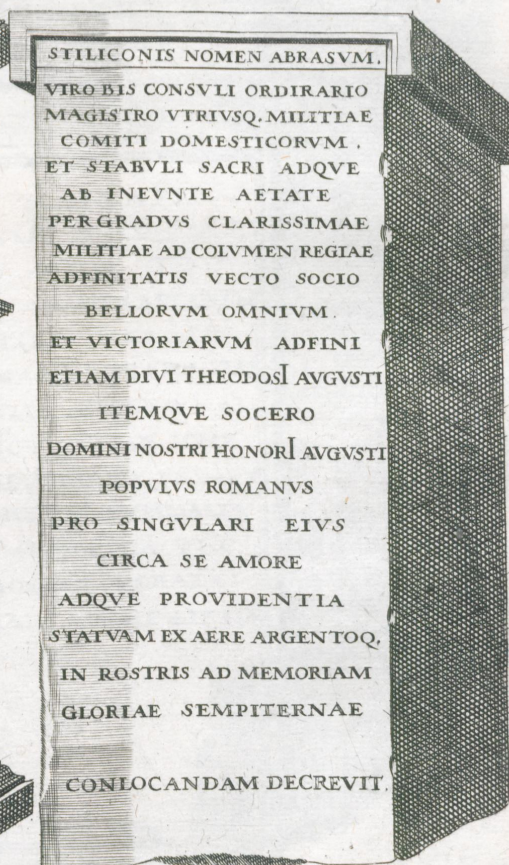 STILICONIS NOMEN ABRASVM.
VIRO BIS CONSVLI ORDIRARIO
MAGISTRO VTRIVSQ. MILITIAE
COMITI DOMESTICORVM .
ET STABVLI SACRI ADQVE
AB INEVNTE AETATE
PER GRADVS CLARISSIMAE
MILITIAE AD COLVMEN REGIAE
ADFINITATIS VECTO SOCIO
BELLORVM OMNIVM .
ET VICTORIARVM ADFINI
ETIAM DIVI THEODOSI AVGVSTI
ITEMQVE SOCERO
DOMINI NOSTRI HONORI AVGVSTI
POPVLVS ROMANVS
PRO SINGVLARI EIVS
CIRCA SE AMORE
ADQVE PROVIDENTIA
STATVAM EX AERE ARGENTOQ.
IN ROSTRIS AD MEMORIAM
GLORIAE SEMPITERNAE
CONLOCANDAM DECREVIT.